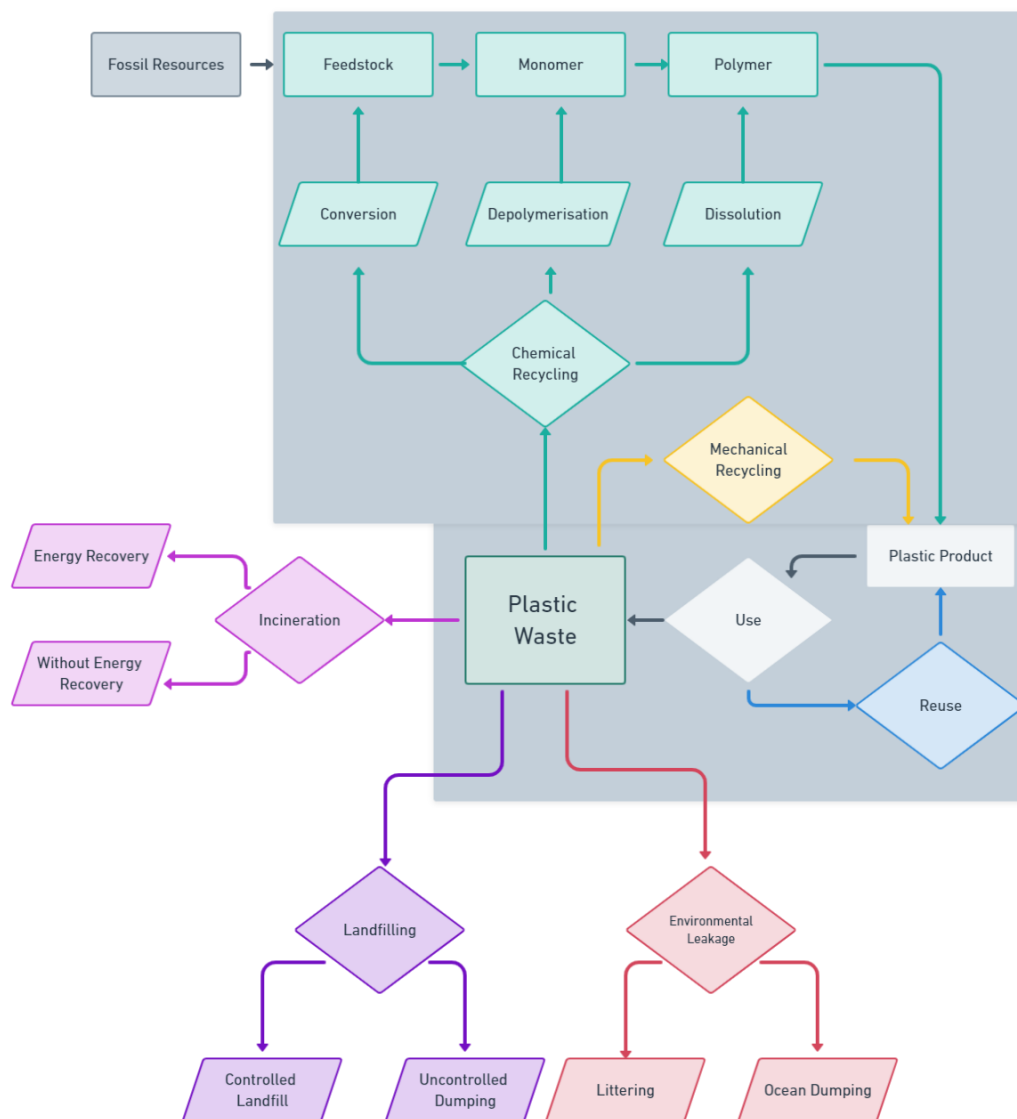 Fossil Resources
Feedstock
Monomer
Polymer
Conversion
Depolymerisation
Dissolution
Chemical
Recycling
Mechanical
Recycling
Energy Recovery
Plastic Product
Plastic
Waste
Incineration
Use
Without Energy
Recovery
Reuse
Landfilling
Environmental
Leakage
Controlled
Landfill
Uncontrolled
Dumping
Littering
Ocean Dumping